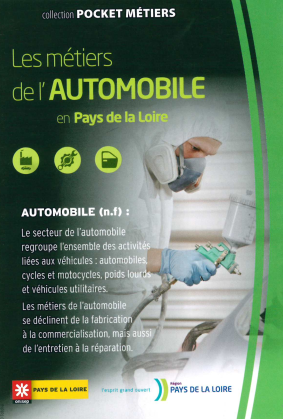 collection POCKET MÉTIERS
Les métiers
de l'AUTOMOBILE
en Pays de la Loire
AUTOMOBILE (n.f) :
Le secteur de l'automobile
regroupe l'ensemble des activités
liées aux véhicules : automobiles,
cycles et motocycles, poids lourds
et véhicules utilitaires.
Les métiers de l'automobile
se déclinent de la fabrication
à la commercialisation, mais aussi
de l'entretien à la réparation.
onisep
PAYS DE LA LOIRE
l'esprit grand ouvert
Région
PAYS DE LA LOIRE